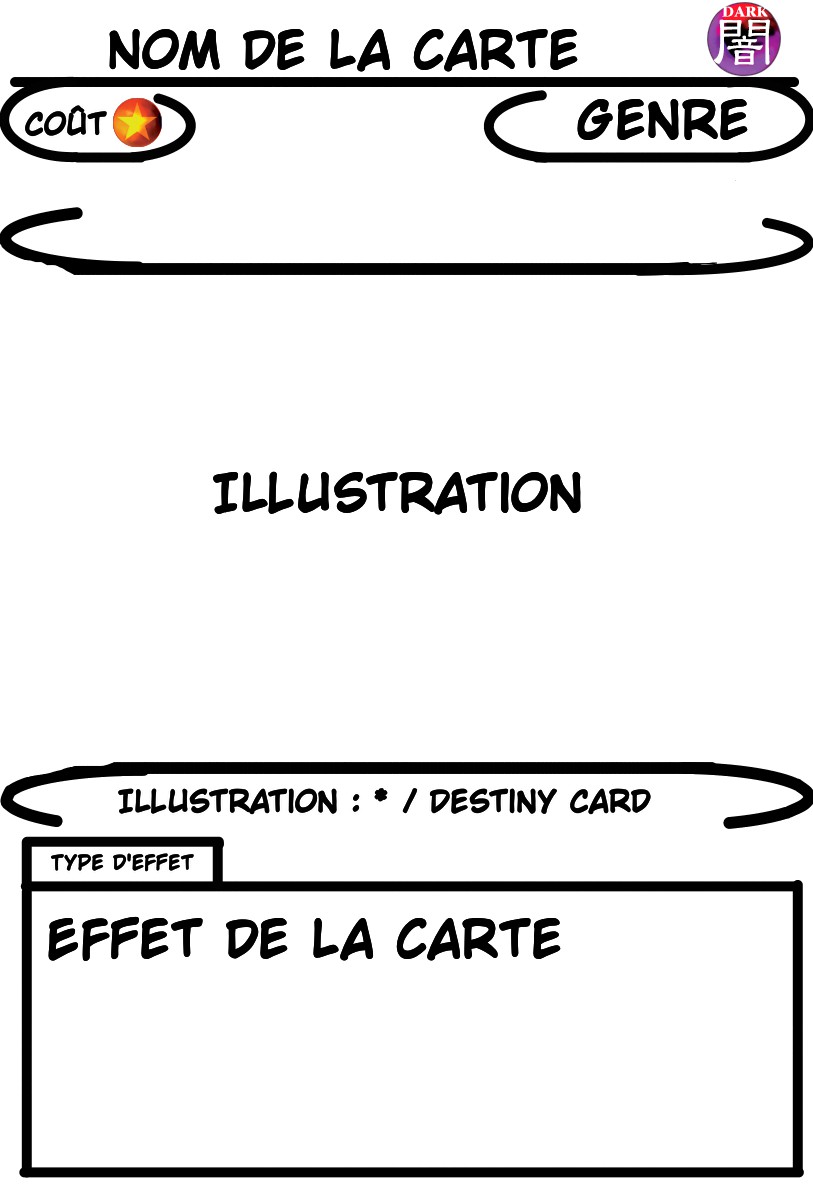 NOM DE LA CARTE
DARK
闇
COÛT
GENRE
ILLUSTRATION
ILLUSTRATION : * / DESTINY CARD
TYPE D'EFFET
EFFET DE LA CARTE